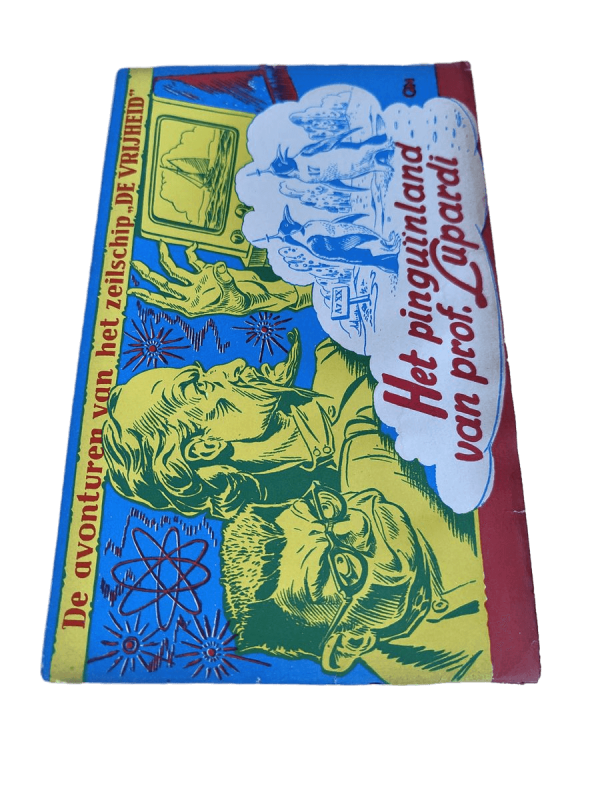 De avonturen van het zeilschip „DE VRIJHEID”
Het pinguinland
van prof. Lupardi